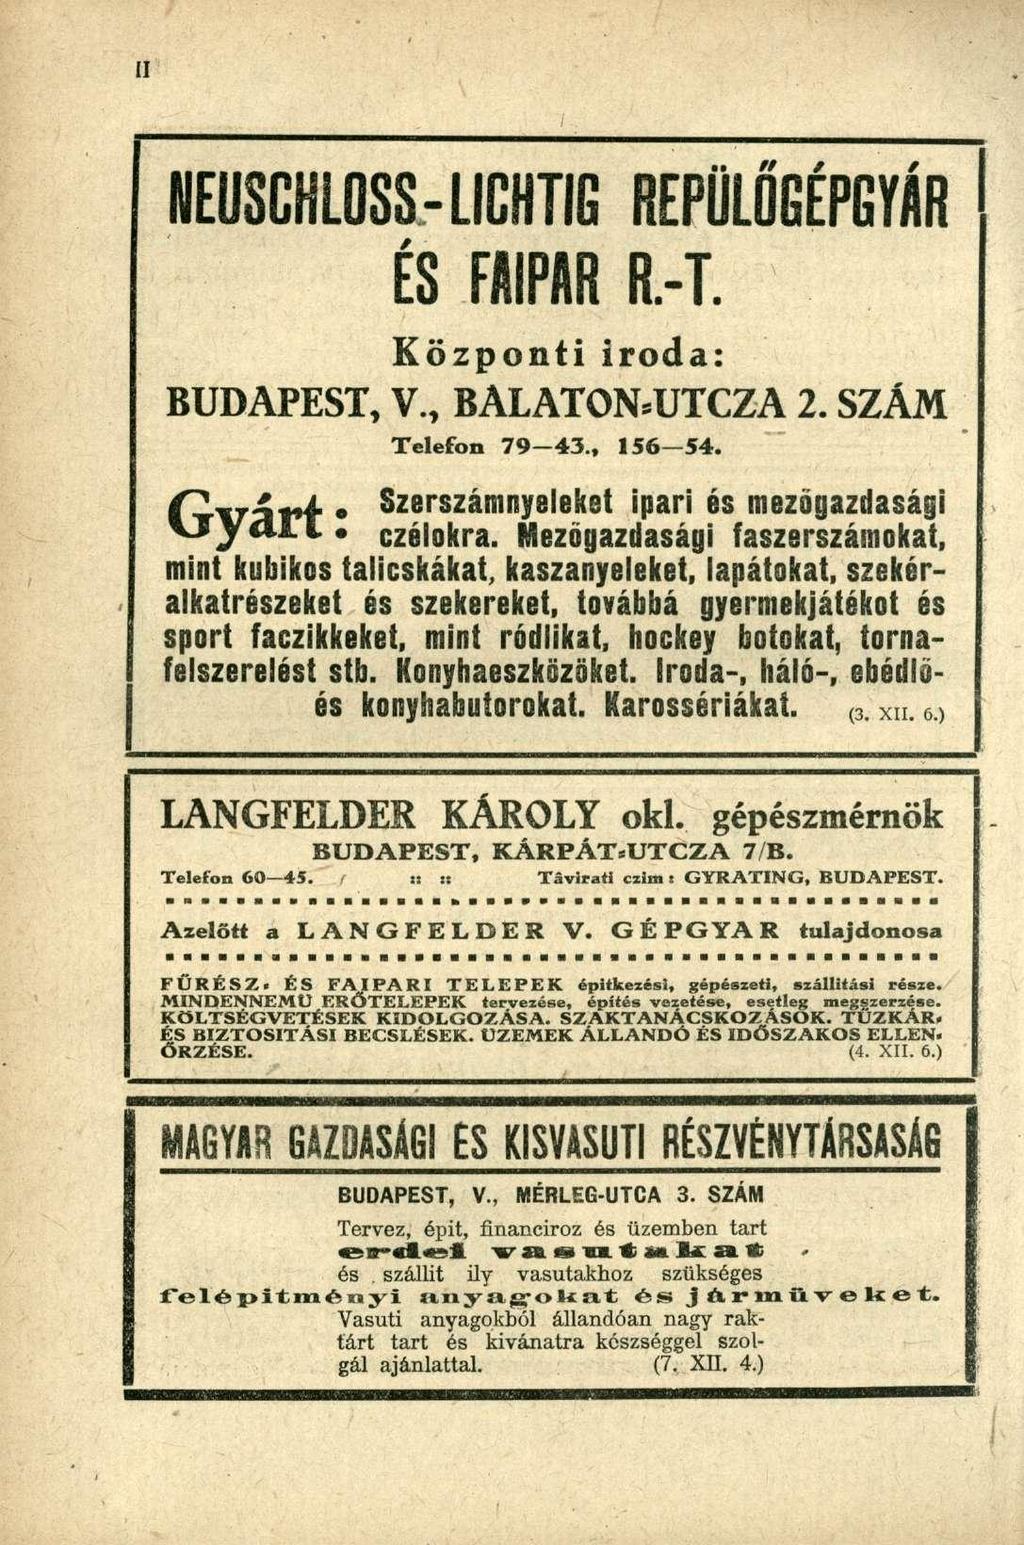 II
NEUSCHLOSS-LICHTIG REPÜLŐGÉPGYÁR
ÉS FAIPAR R.-T.
Központi iroda:
BUDAPEST, V., BALATON-UTCZA 2. SZÁM
Telefon 79—43., 156—54.
Gyárt: Szerszámnyeleket ipari és mezőgazdasági
czélokra. Mezőgazdasági faszerszámokat,
mint kubikos talicskákat, kaszanyeleket, lapátokat, szekér-
alkatrészeket és szekereket, továbbá gyermekjátékot és
sport faczikkeket, mint ródlikat, hockey botokat, torna-
felszerelést stb. Konyhaeszközöket. Iroda-, háló-, ebédlő-
és konyhabutorokat. Karossériákat. (3. XII. 6.)
LANGFELDER KÁROLY okl. gépészmérnök
BUDAPEST, KÁRPÁT-UTCZA 7/B.
Telefon 60—45. :: :: Távirati czim: GYRATING, BUDAPEST.
Azelőtt a LANGFELDER V. GÉPGYAR tulajdonosa
FŰRÉSZ- ÉS FAIPARI TELEPEK épitkezési, gépészeti, szállitási része.
MINDENNEMŰ ERŐTELEPEK tervezése, épités vezetése, esetleg megszerzése.
KÖLTSÉGVETÉSEK KIDOLGOZÁSA. SZAKTANÁCSKOZÁSOK. TŰZKÁR-
ÉS BIZTOSITÁSI BECSLÉSEK. ÜZEMEK ÁLLANDÓ ÉS IDŐSZAKOS ELLEN-
ŐRZÉSE. (4. XII. 6.)
MAGYAR GAZDASÁGI ÉS KISVASUTI RÉSZVÉNYTÁRSASÁG
BUDAPEST, V., MÉRLEG-UTCA 3. SZÁM
Tervez, épit, financiroz és üzemben tart
erdei vasutakat
és szállit ily vasutakhoz szükséges
felépitményi anyagokat és járműveket.
Vasuti anyagokból állandóan nagy rak-
tárt tart és kivánatra készséggel szol-
gál ajánlattal. (7. XII. 4.)